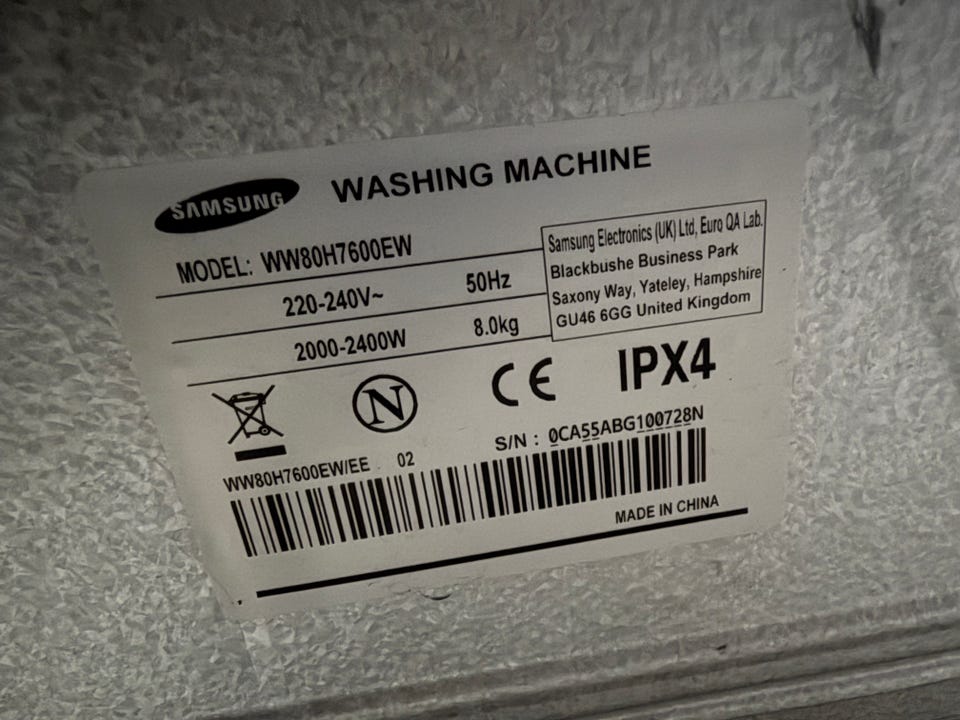 SAMSUNG WASHING MACHINE
MODEL: WW80H7600EW
220-240V~ 50Hz
2000-2400W 8.0kg
Samsung Electronics (UK) Ltd, Euro QA Lab.
Blackbushe Business Park
Saxony Way, Yateley, Hampshire
GU46 6GG United Kingdom
N CE IPX4
WW80H7600EW/EE 02 S/N : 0CA55ABG100728N
MADE IN CHINA